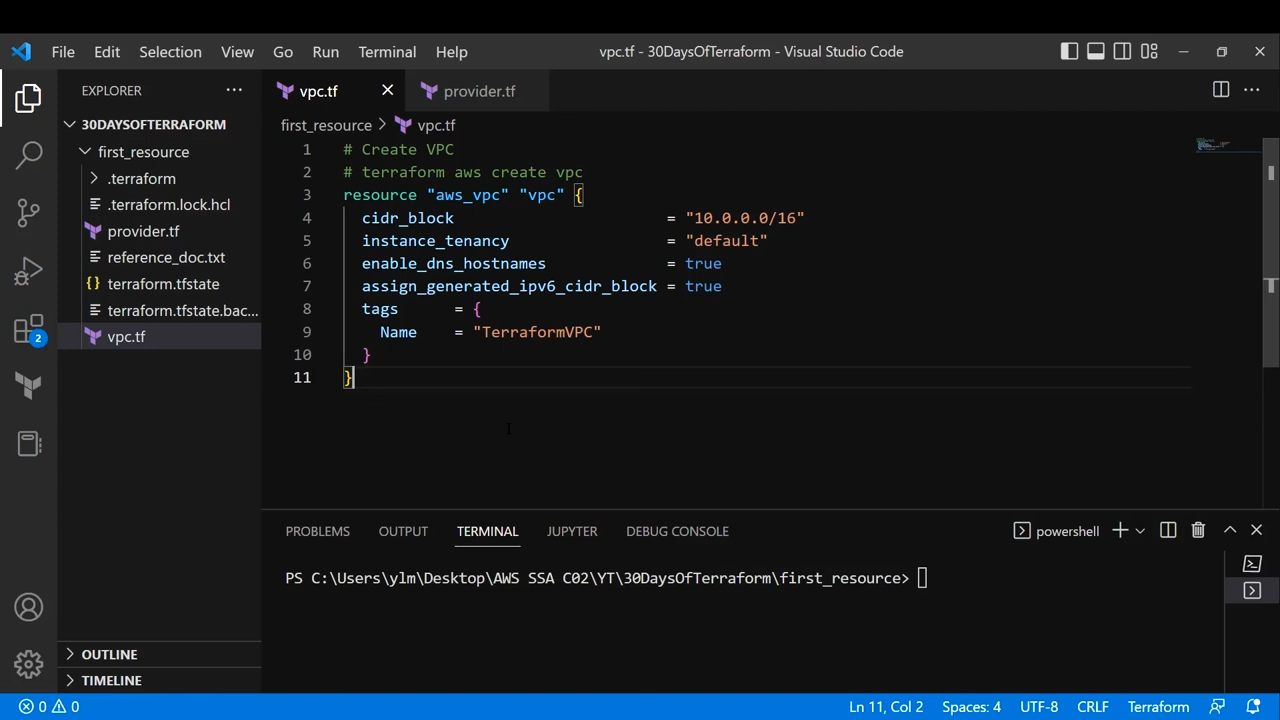 File Edit Selection View Go Run Terminal Help vpc.tf - 30DaysOfTerraform - Visual Studio Code
EXPLORER
30DAYSOFTERRAFORM
first_resource
.terraform
.terraform.lock.hcl
provider.tf
reference_doc.txt
{} terraform.tfstate
terraform.tfstate.bac...
vpc.tf
OUTLINE
TIMELINE
2
vpc.tf provider.tf
first_resource > vpc.tf
1 # Create VPC
2 # terraform aws create vpc
3 resource "aws_vpc" "vpc" {
4 cidr_block = "10.0.0.0/16"
5 instance_tenancy = "default"
6 enable_dns_hostnames = true
7 assign_generated_ipv6_cidr_block = true
8 tags = {
9 Name = "TerraformVPC"
10 }
11 }
PROBLEMS OUTPUT TERMINAL JUPYTER DEBUG CONSOLE powershell
PS C:\Users\ylm\Desktop\AWS SSA C02\YT\30DaysOfTerraform\first_resource>
0 0 Ln 11, Col 2 Spaces: 4 UTF-8 CRLF Terraform